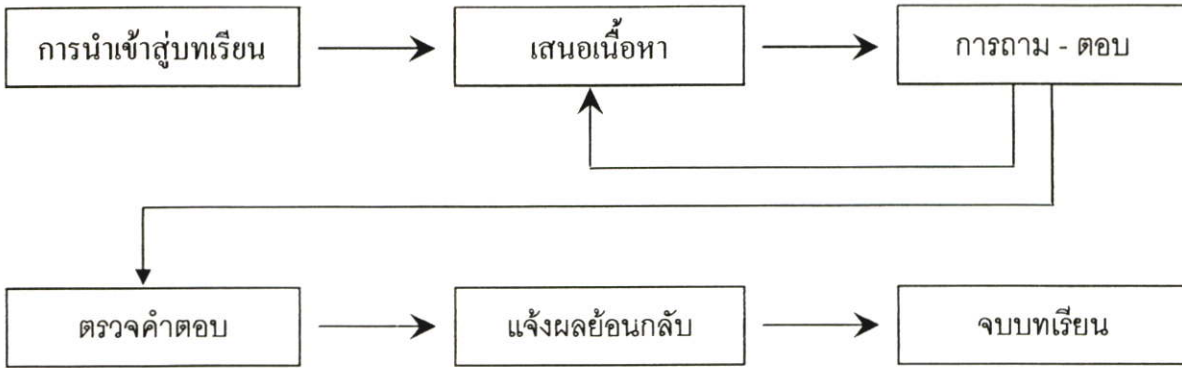 การนำเข้าสู่บทเรียน
เสนอเนื้อหา
การถาม - ตอบ
ตรวจคำตอบ
แจ้งผลย้อนกลับ
จบบทเรียน